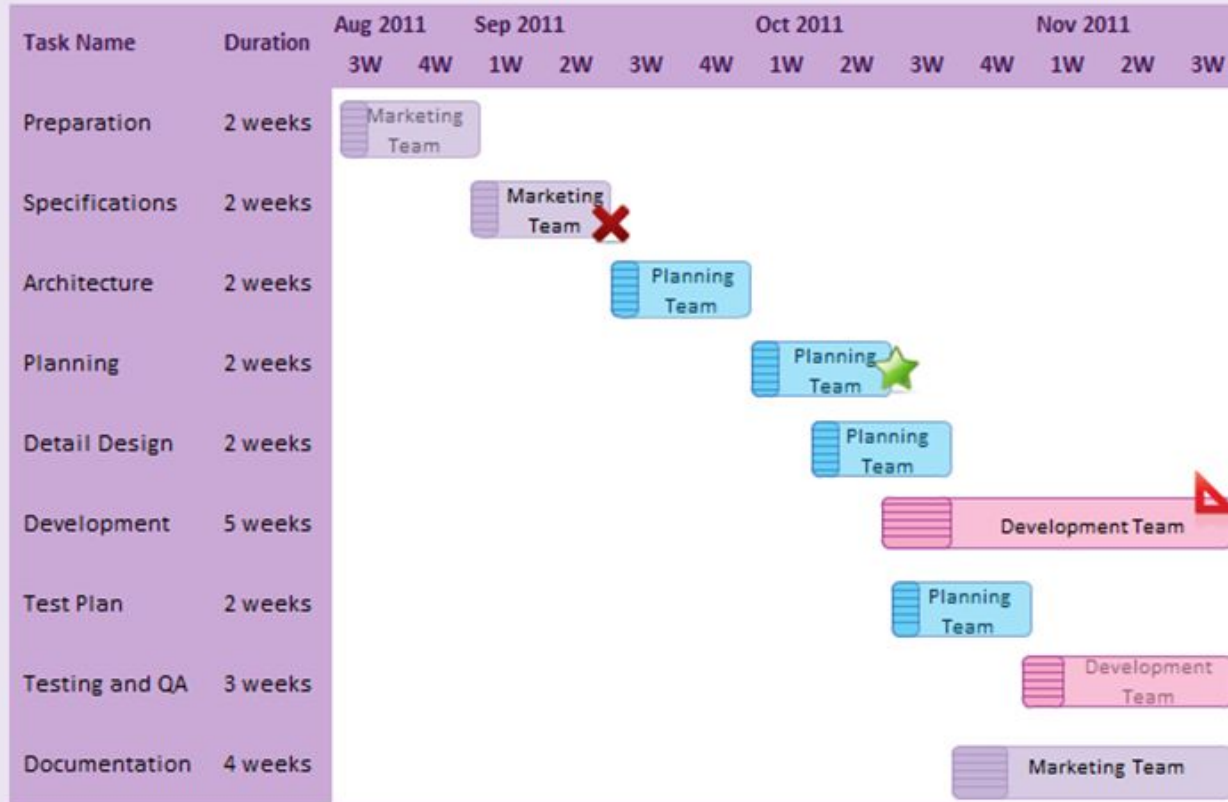 Task Name Duration Aug 2011 Sep 2011 Oct 2011 Nov 2011
3W 4W 1W 2W 3W 4W 1W 2W 3W 4W 1W 2W 3W
Preparation 2 weeks Marketing
Team
Specifications 2 weeks Marketing
Team
Architecture 2 weeks Planning
Team
Planning 2 weeks Planning
Team
Detail Design 2 weeks Planning
Team
Development 5 weeks Development Team
Test Plan 2 weeks Planning
Team
Testing and QA 3 weeks Development
Team
Documentation 4 weeks Marketing Team